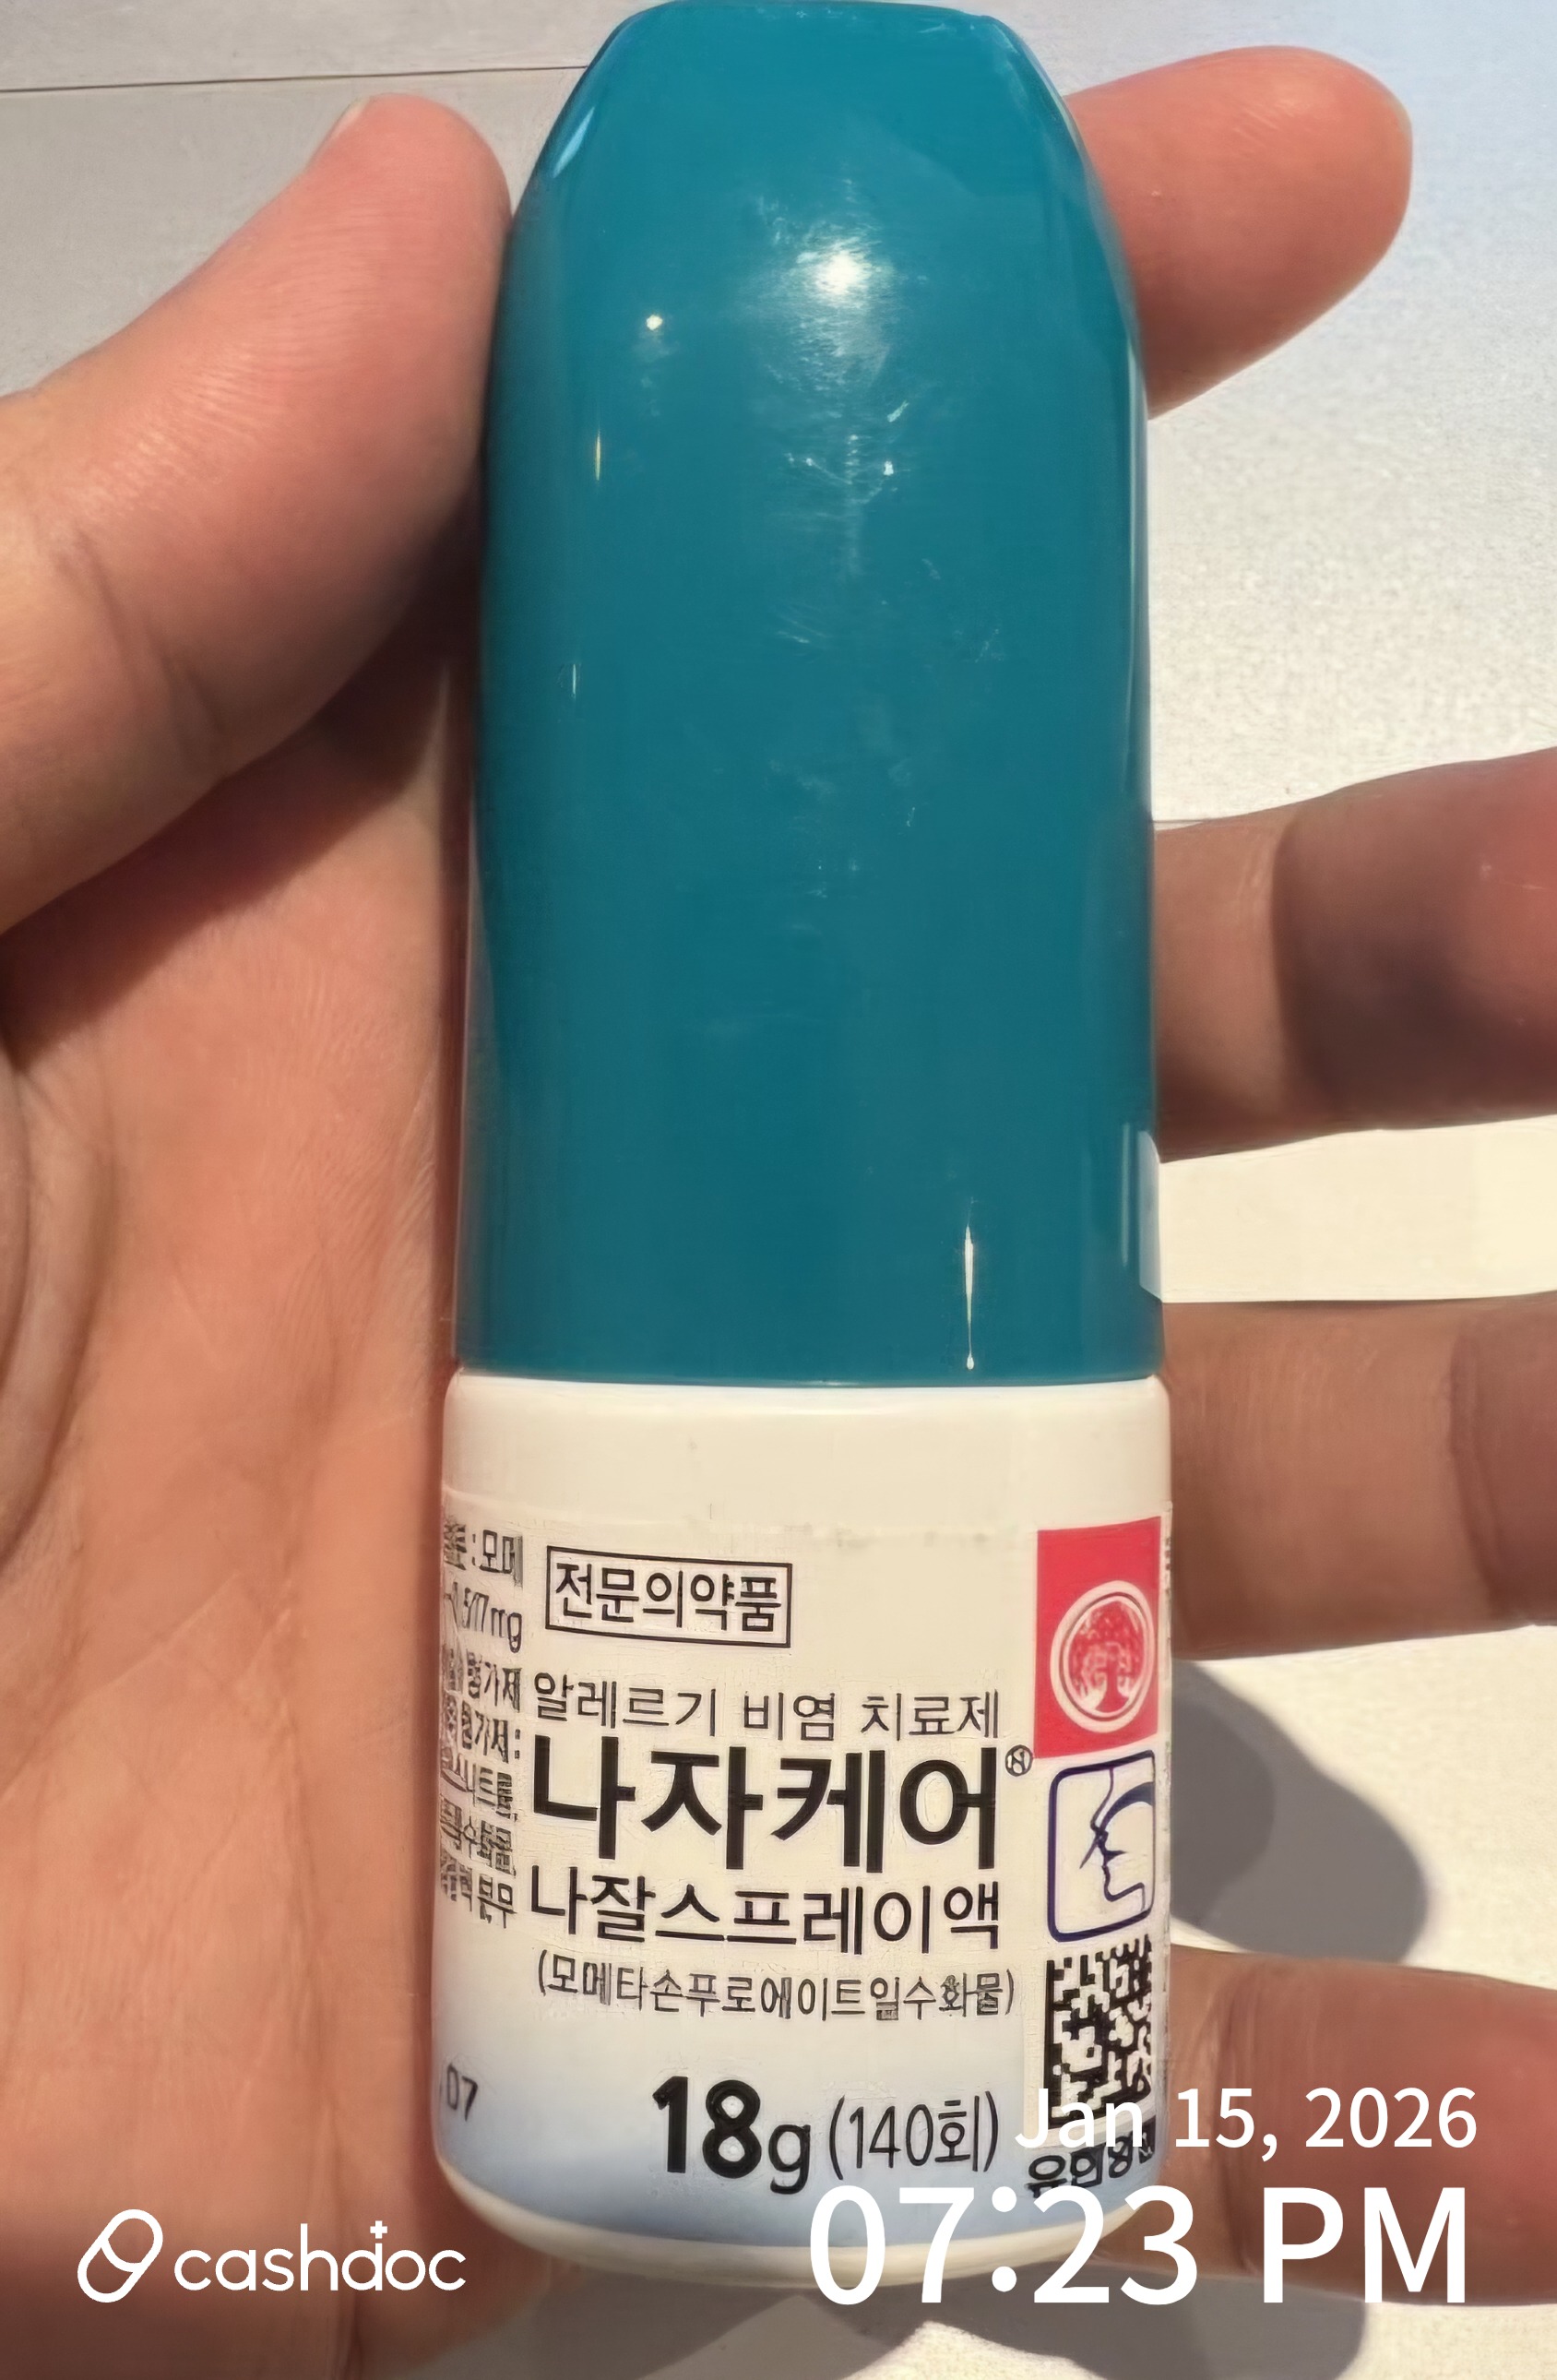 전문의약품
알레르기 비염 치료제
나자케어®
나잘스프레이액
(모메타손푸로에이트일수화물)
18g (140회)
07
Jan 15, 2026
07:23 PM
cashdoc